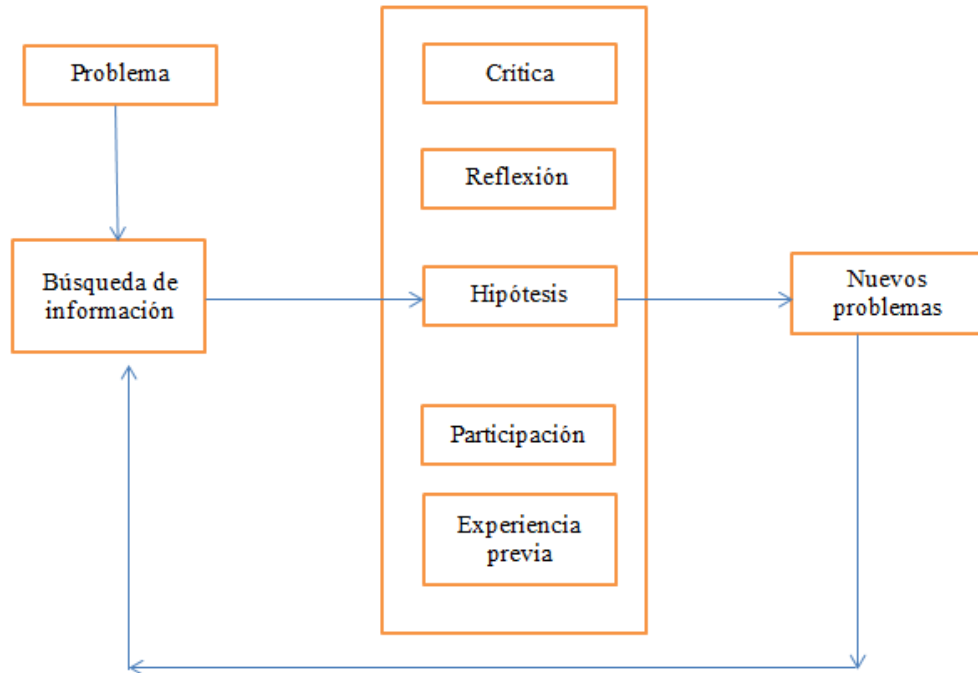 Problema
Búsqueda de
información
Crítica
Reflexión
Hipótesis
Participación
Experiencia
previa
Nuevos
problemas